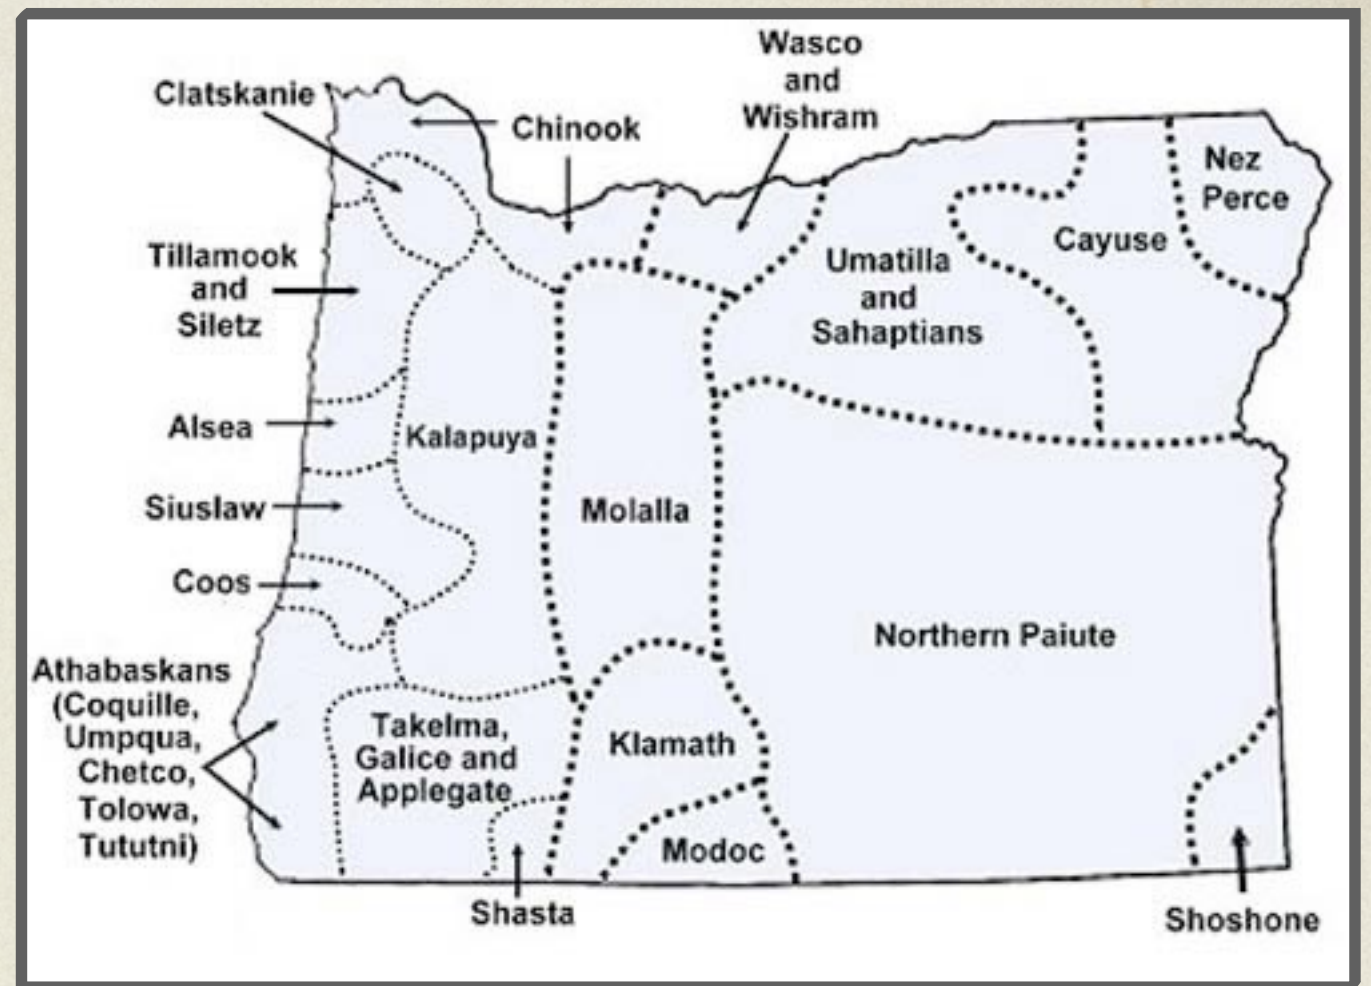 Wasco
and
Wishram
Clatskanie
Chinook
Nez
Perce
Cayuse
Umatilla
and
Sahaptians
Tillamook
and
Siletz
Alsea
Kalapuya
Siuslaw
Molalla
Coos
Northern Paiute
Athabaskans
(Coquille,
Umpqua,
Chetco,
Tolowa,
Tututni)
Takelma,
Galice and
Applegate
Klamath
Modoc
Shasta
Shoshone